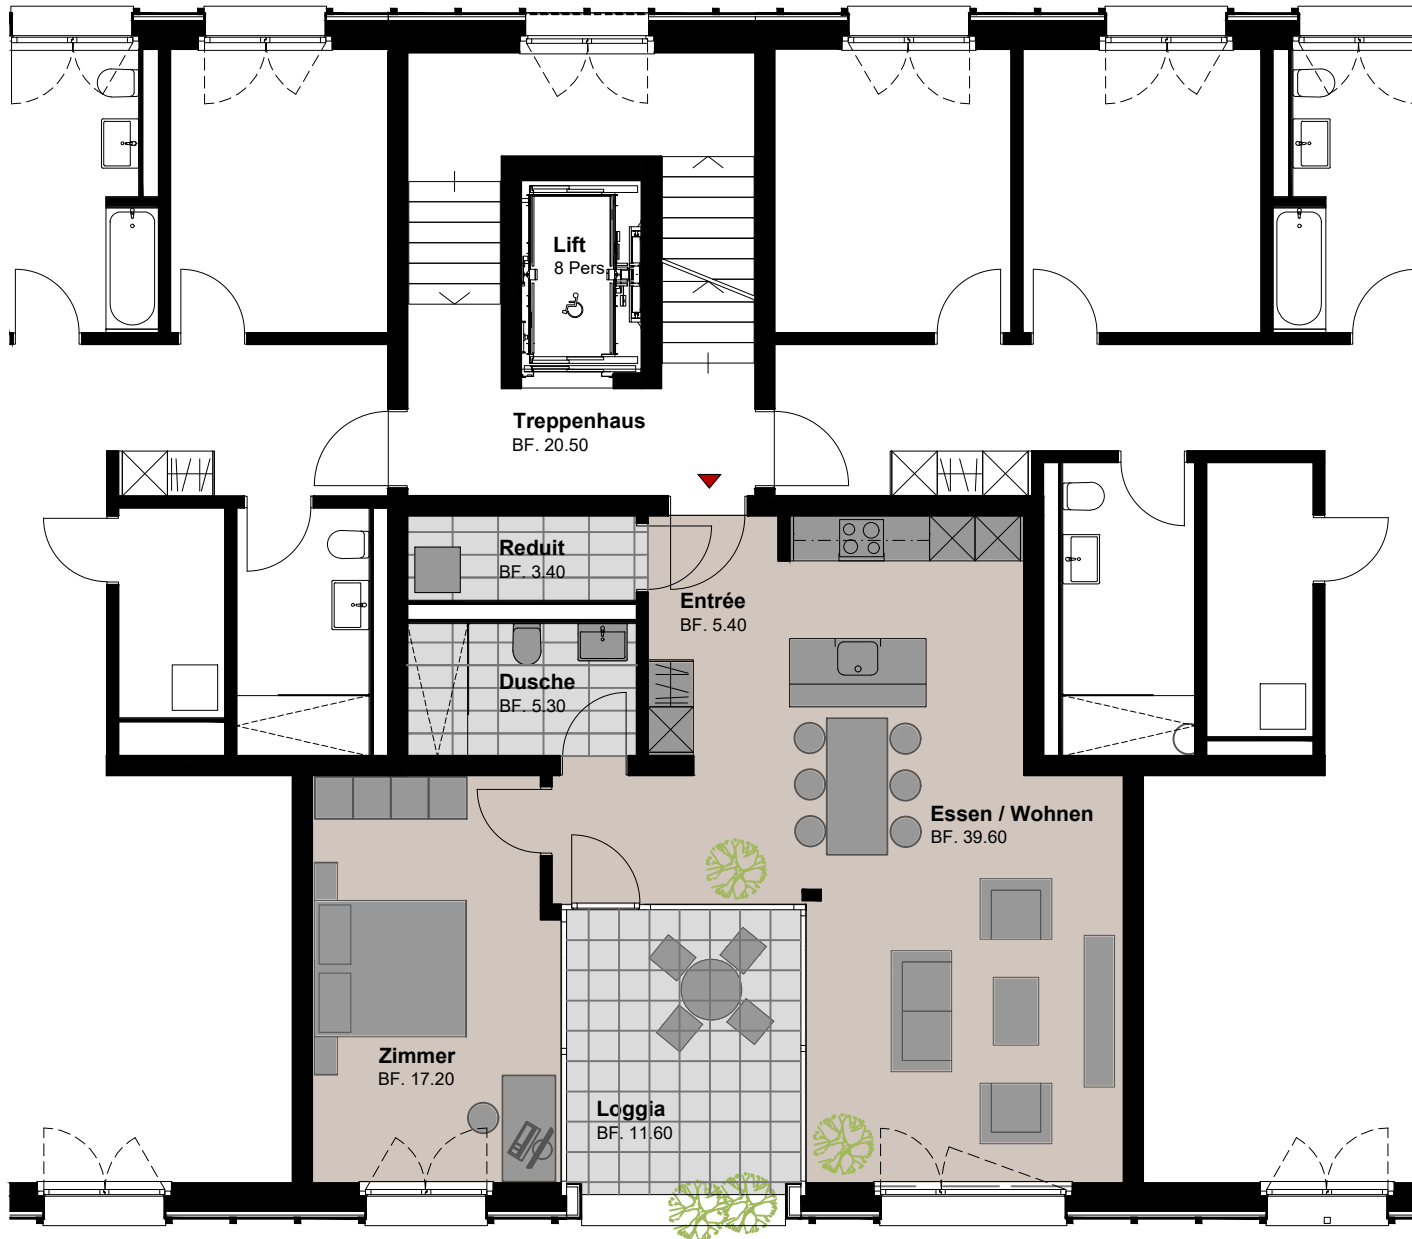 Lift
8 Pers
Treppenhaus
BF. 20.50
Reduit
BF. 3.40
Entrée
BF. 5.40
Dusche
BF. 5.30
Essen / Wohnen
BF. 39.60
Zimmer
BF. 17.20
Loggia
BF. 11.60